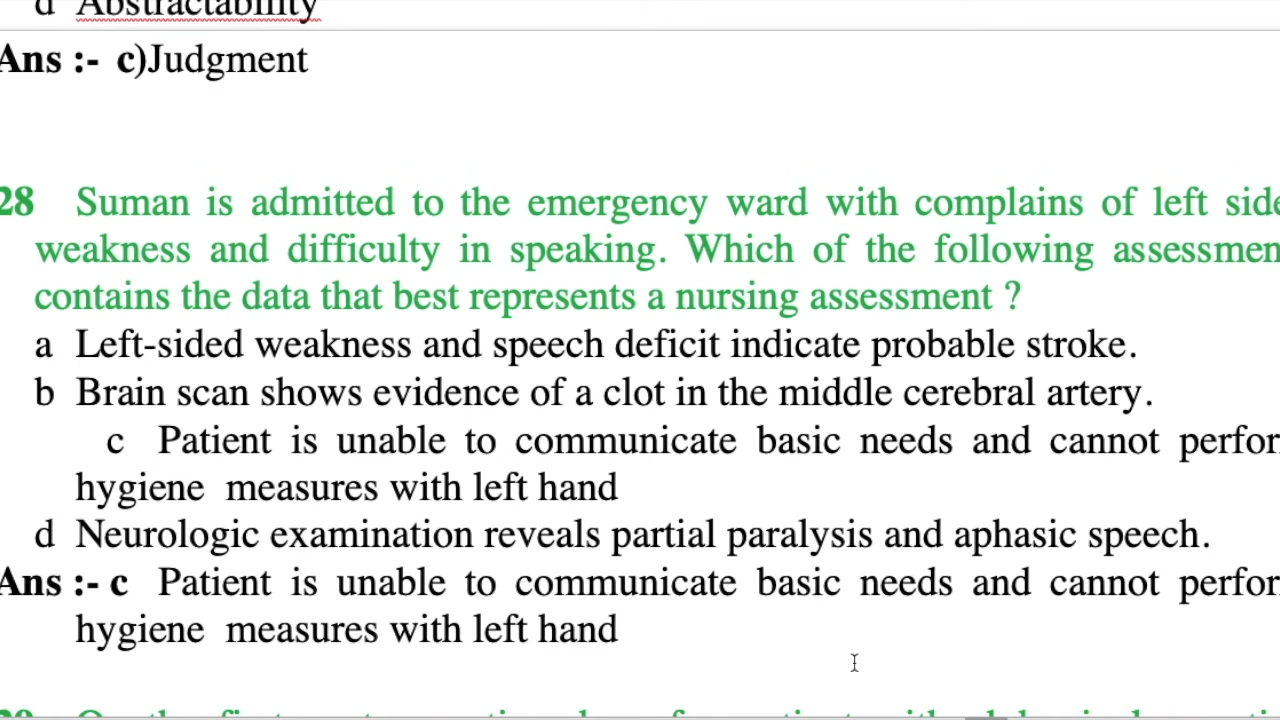 d Abstractability
Ans :- c)Judgment
28 Suman is admitted to the emergency ward with complains of left side
weakness and difficulty in speaking. Which of the following assessmen
contains the data that best represents a nursing assessment ?
a Left-sided weakness and speech deficit indicate probable stroke.
b Brain scan shows evidence of a clot in the middle cerebral artery.
c Patient is unable to communicate basic needs and cannot perfor
hygiene measures with left hand
d Neurologic examination reveals partial paralysis and aphasic speech.
Ans :- c Patient is unable to communicate basic needs and cannot perfor
hygiene measures with left hand